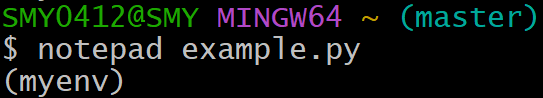 SMY0412@SMY MINGW64 ~ (master)
$ notepad example.py
(myenv)